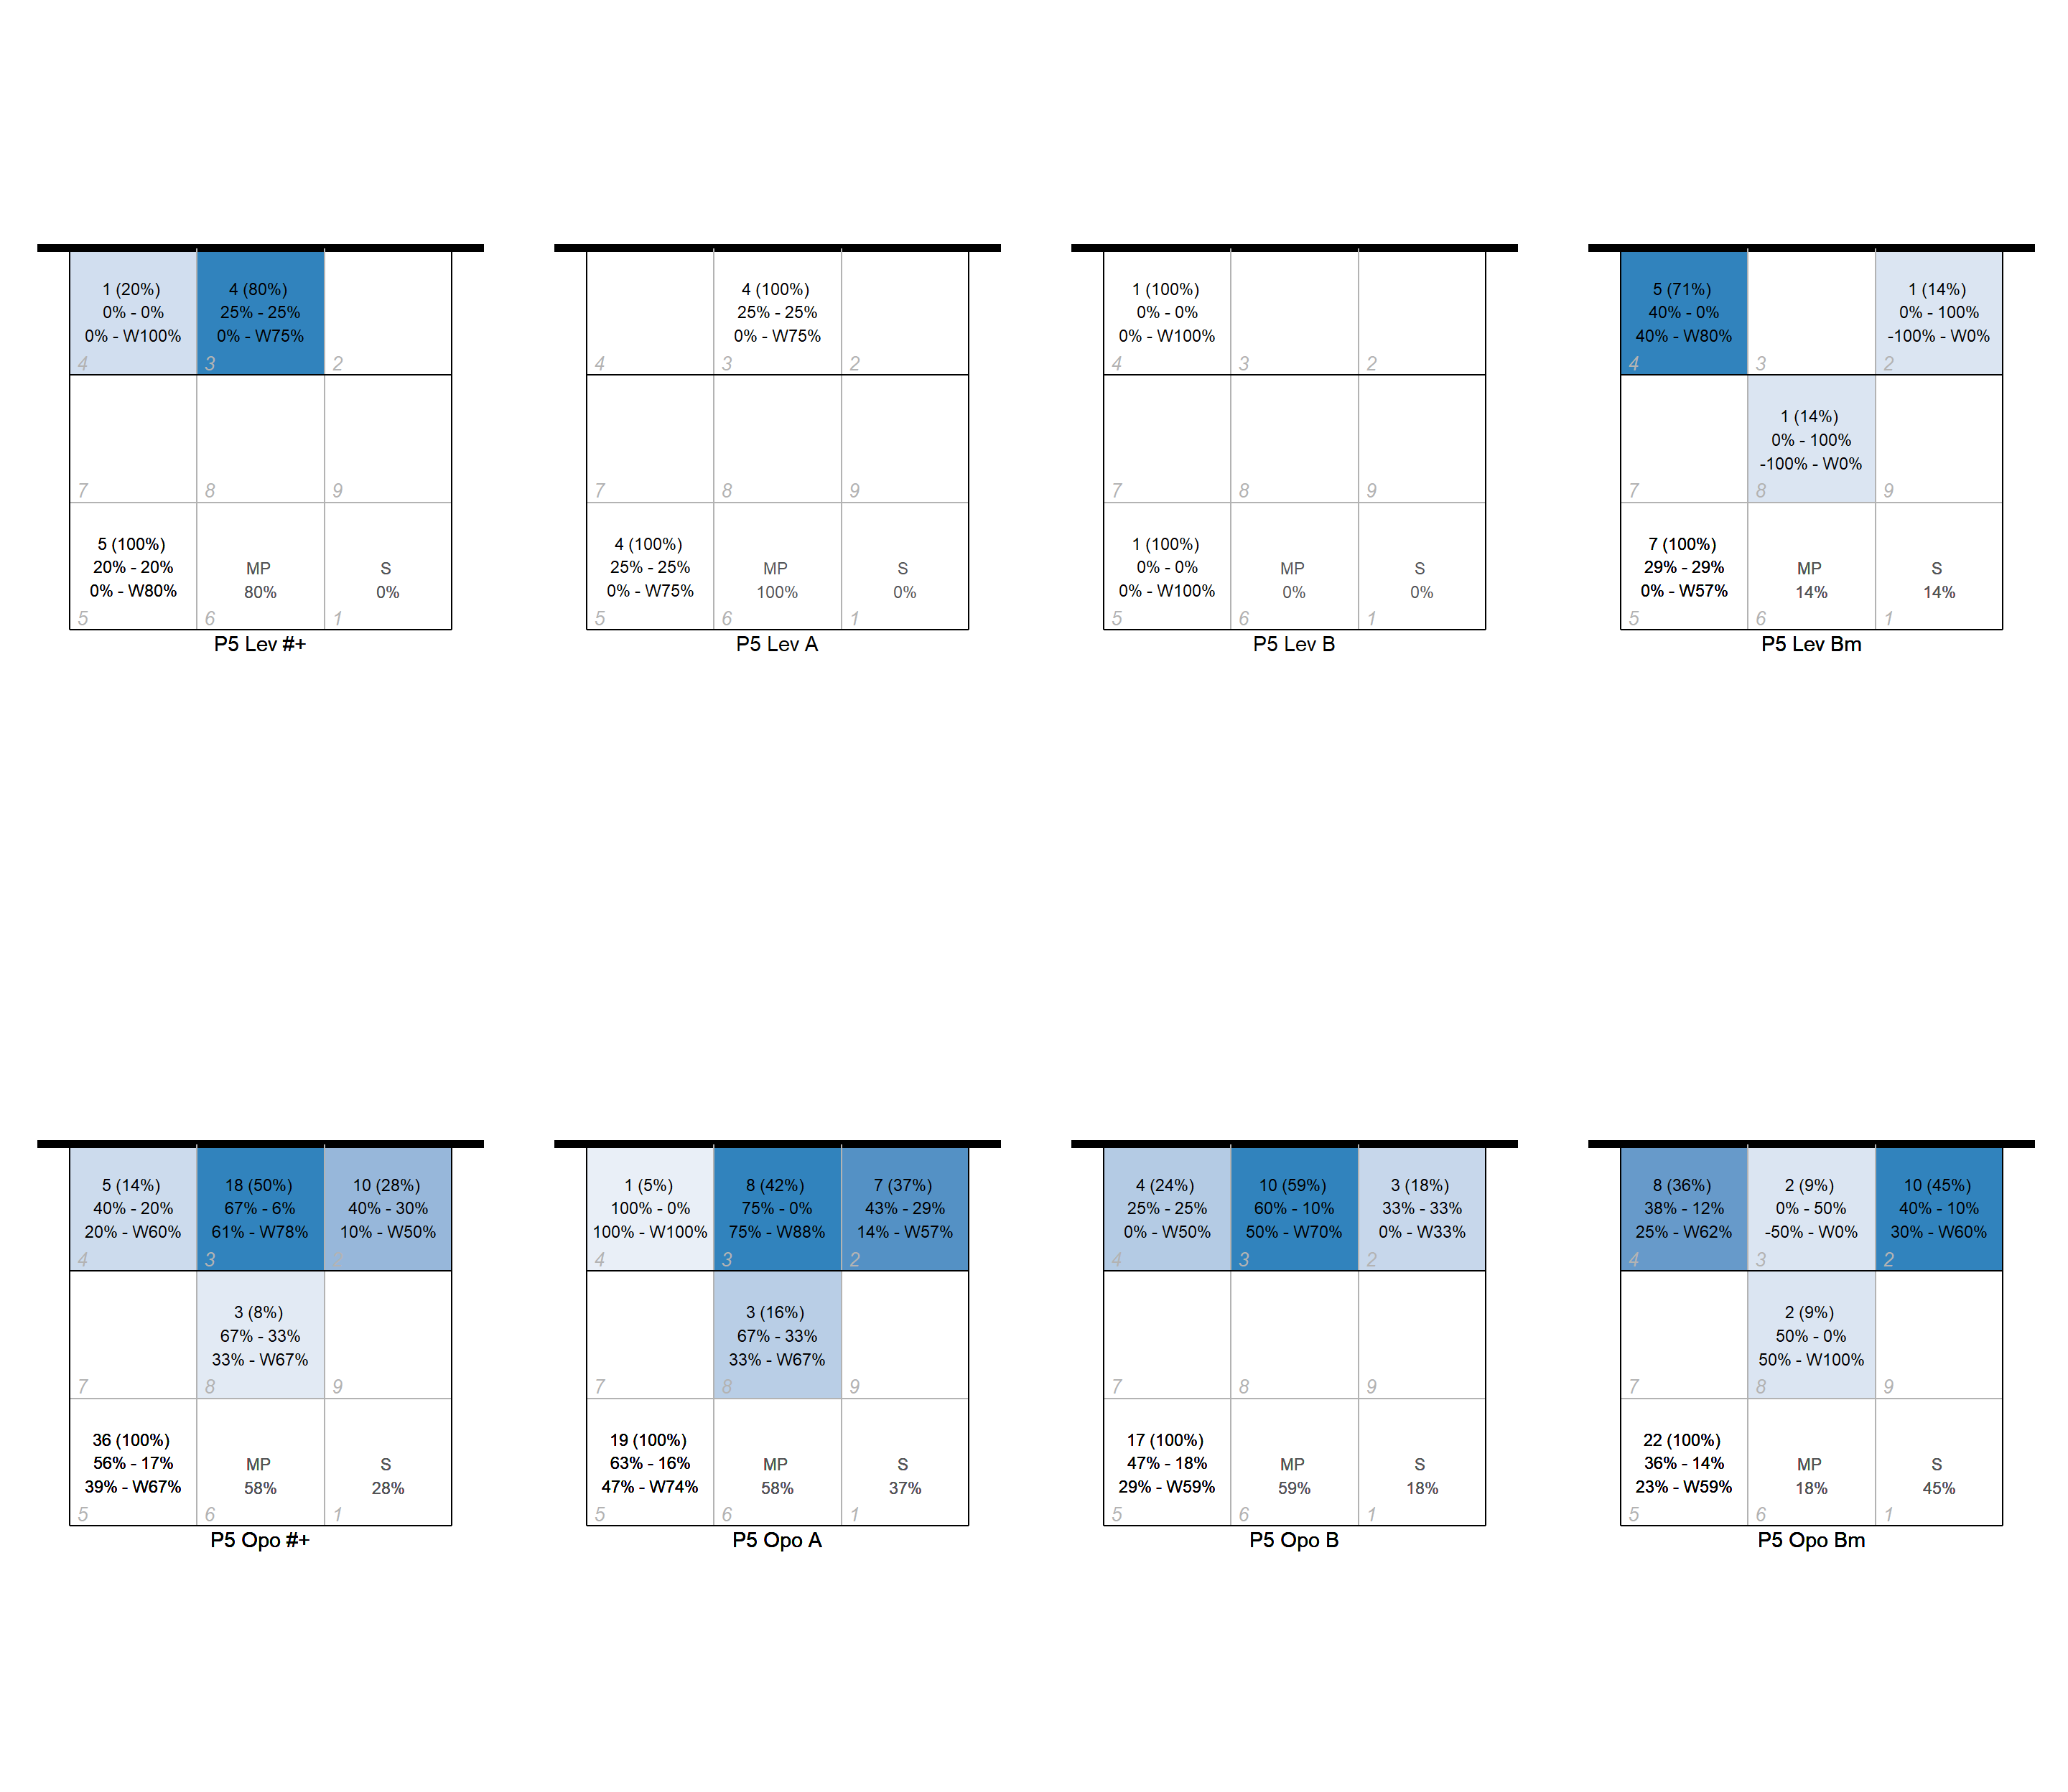 1 (20%)
0% - 0%
0% - W100%
4
4 (80%)
25% - 25%
0% - W75%
3
2
7
8
9
5 (100%)
20% - 20%
0% - W80%
5
MP
80%
6
S
0%
1
P5 Lev #+
4
4 (100%)
25% - 25%
0% - W75%
3
2
7
8
9
4 (100%)
25% - 25%
0% - W75%
5
MP
100%
6
S
0%
1
P5 Lev A
1 (100%)
0% - 0%
0% - W100%
4
3
2
7
8
9
1 (100%)
0% - 0%
0% - W100%
5
MP
0%
6
S
0%
1
P5 Lev B
5 (71%)
40% - 0%
40% - W80%
4
3
1 (14%)
0% - 100%
-100% - W0%
2
7
1 (14%)
0% - 100%
-100% - W0%
8
9
7 (100%)
29% - 29%
0% - W57%
5
MP
14%
6
S
14%
1
P5 Lev Bm
5 (14%)
40% - 20%
20% - W60%
4
18 (50%)
67% - 6%
61% - W78%
3
10 (28%)
40% - 30%
10% - W50%
2
7
3 (8%)
67% - 33%
33% - W67%
8
9
36 (100%)
56% - 17%
39% - W67%
5
MP
58%
6
S
28%
1
P5 Opo #+
1 (5%)
100% - 0%
100% - W100%
4
8 (42%)
75% - 0%
75% - W88%
3
7 (37%)
43% - 29%
14% - W57%
2
7
3 (16%)
67% - 33%
33% - W67%
8
9
19 (100%)
63% - 16%
47% - W74%
5
MP
58%
6
S
37%
1
P5 Opo A
4 (24%)
25% - 25%
0% - W50%
4
10 (59%)
60% - 10%
50% - W70%
3
3 (18%)
33% - 33%
0% - W33%
2
7
8
9
17 (100%)
47% - 18%
29% - W59%
5
MP
59%
6
S
18%
1
P5 Opo B
8 (36%)
38% - 12%
25% - W62%
4
2 (9%)
0% - 50%
-50% - W0%
3
10 (45%)
40% - 10%
30% - W60%
2
7
2 (9%)
50% - 0%
50% - W100%
8
9
22 (100%)
36% - 14%
23% - W59%
5
MP
18%
6
S
45%
1
P5 Opo Bm